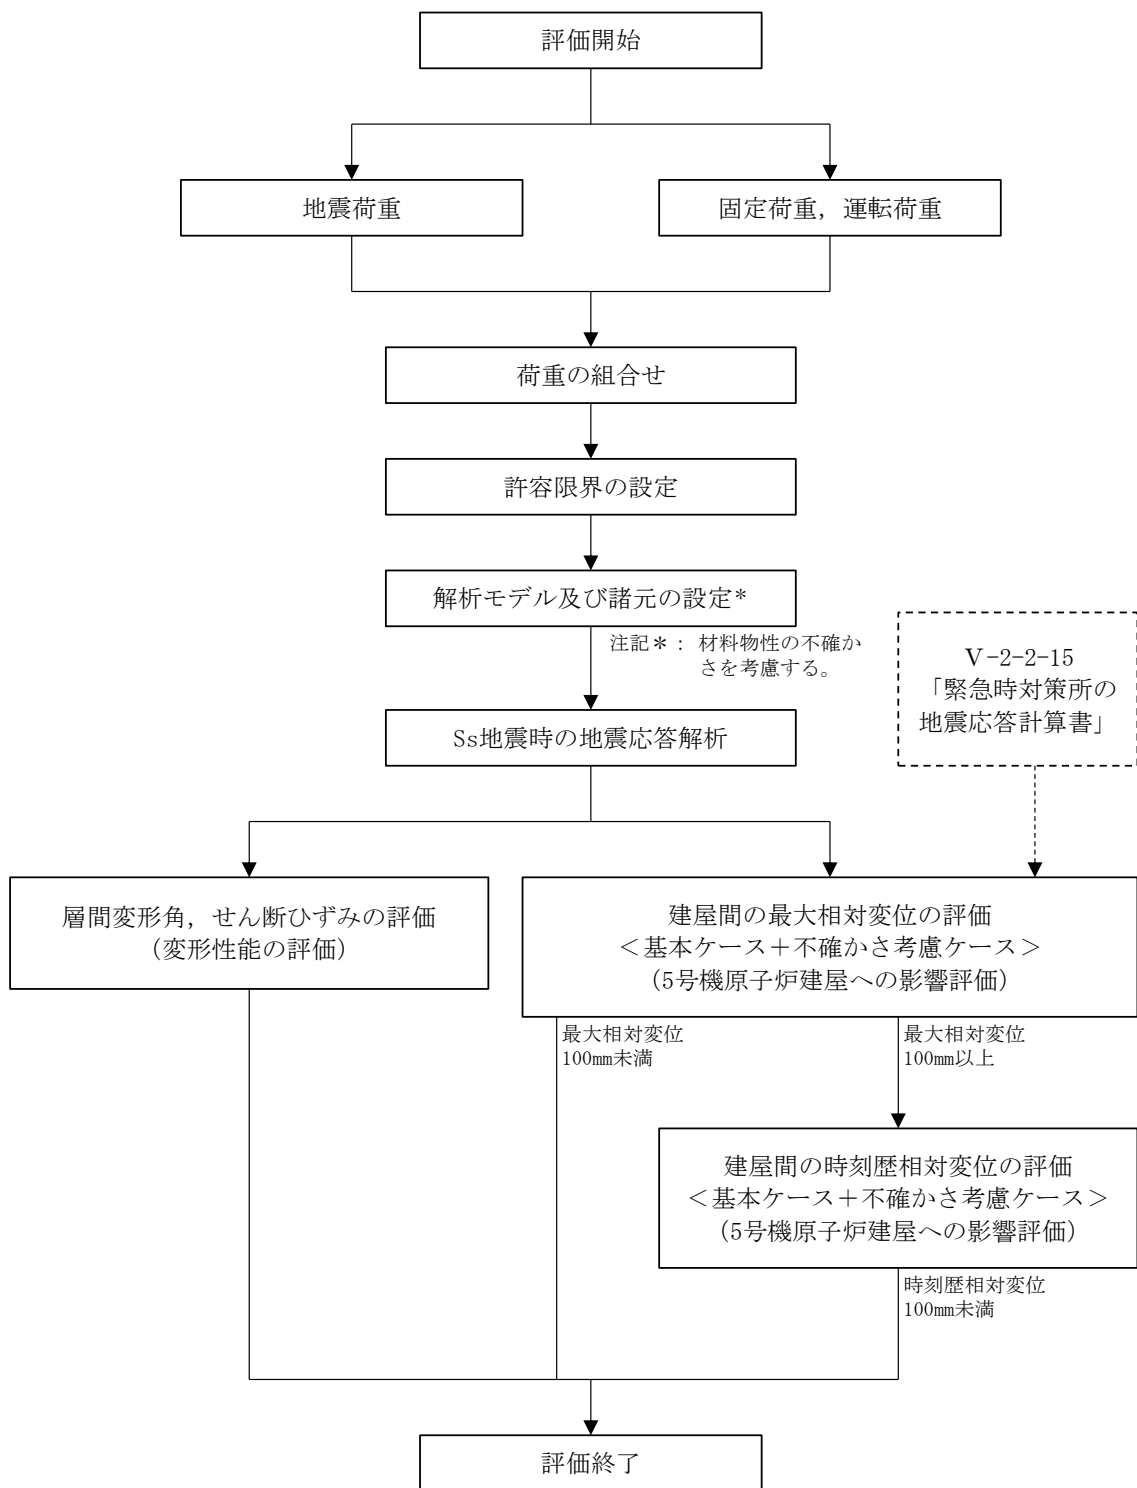 評価開始
地震荷重
固定荷重，運転荷重
荷重の組合せ
許容限界の設定
解析モデル及び諸元の設定*
注記＊： 材料物性の不確か
さを考慮する。
Ⅴ-2-2-15
「緊急時対策所の
地震応答計算書」
Ss地震時の地震応答解析
層間変形角，せん断ひずみの評価
（変形性能の評価）
建屋間の最大相対変位の評価
＜基本ケース＋不確かさ考慮ケース＞
（5号機原子炉建屋への影響評価）
最大相対変位
100㎜未満
最大相対変位
100㎜以上
建屋間の時刻歴相対変位の評価
＜基本ケース＋不確かさ考慮ケース＞
（5号機原子炉建屋への影響評価）
時刻歴相対変位
100㎜未満
評価終了